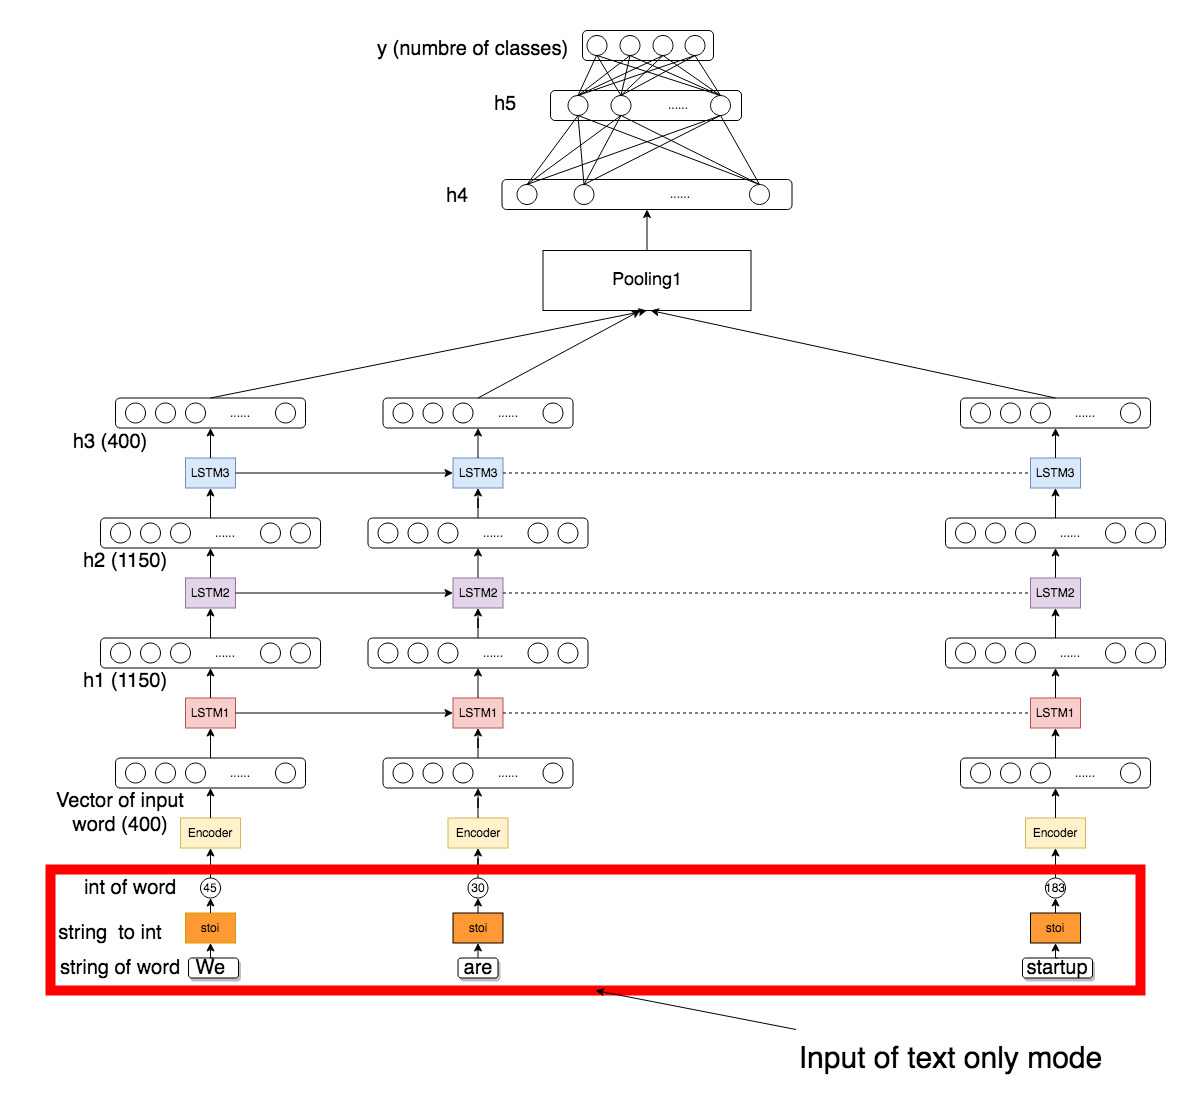 y (numbre of classes)
h5
......
h4
......
Pooling1
...... ...... ......
h3 (400)
LSTM3 LSTM3 LSTM3
...... ...... ......
h2 (1150)
LSTM2 LSTM2 LSTM2
...... ...... ......
h1 (1150)
LSTM1 LSTM1 LSTM1
...... ...... ......
Vector of input
word (400)
Encoder Encoder Encoder
int of word 45 30 183
string to int stoi stoi stoi
string of word We are startup
Input of text only mode